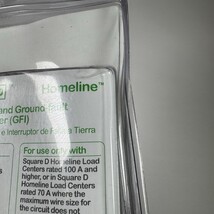 Homeline™
and Ground-Fault
er (GFI)
e Interruptor de Falla a Tierra
For use only with
Square D Homeline Load
Centers rated 100 A and
higher, or in Square D
Homeline Load Centers
rated 70 A where the
maximum wire size for
the circuit does not